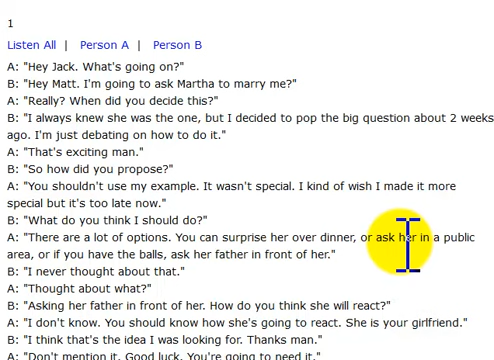 1
Listen All | Person A | Person B
A: "Hey Jack. What's going on?"
B: "Hey Matt. I'm going to ask Martha to marry me?"
A: "Really? When did you decide this?"
B: "I always knew she was the one, but I decided to pop the big question about 2 weeks
ago. I'm just debating on how to do it."
A: "That's exciting man."
B: "So how did you propose?"
A: "You shouldn't use my example. It wasn't special. I kind of wish I made it more
special but it's too late now."
B: "What do you think I should do?"
A: "There are a lot of options. You can surprise her over dinner, or ask her in a public
area, or if you have the balls, ask her father in front of her."
B: "I never thought about that."
A: "Thought about what?"
B: "Asking her father in front of her. How do you think she will react?"
A: "I don't know. You should know how she's going to react. She is your girlfriend."
B: "I think that's the idea I was looking for. Thanks man."
A: "Don't mention it. Good luck. You're going to need it."